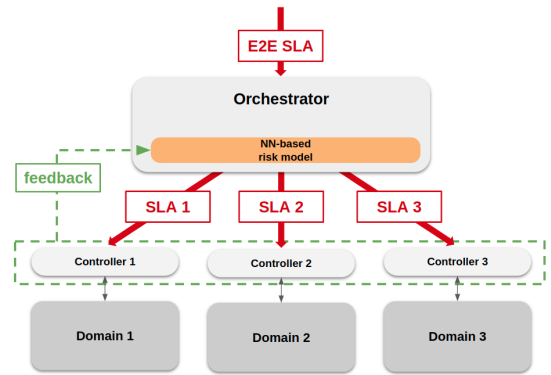 E2E SLA
Orchestrator
NN-based
risk model
feedback
SLA 1
SLA 2
SLA 3
Controller 1
Controller 2
Controller 3
Domain 1
Domain 2
Domain 3